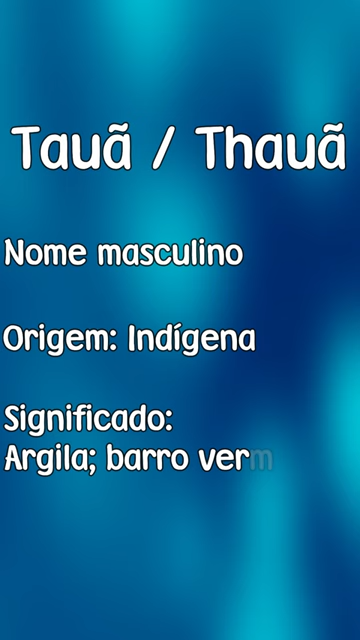 Tauã / Thauã
Nome masculino
Origem: Indígena
Significado:
Argila; barro verm